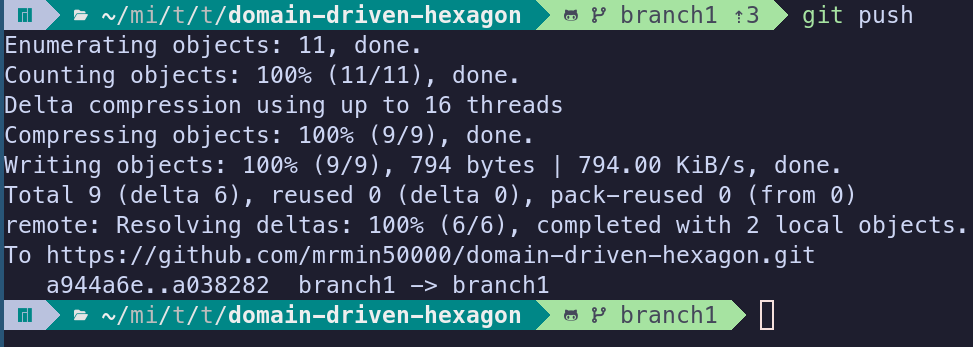 ~/mi/t/t/domain-driven-hexagon branch1 ⇡3 git push
Enumerating objects: 11, done.
Counting objects: 100% (11/11), done.
Delta compression using up to 16 threads
Compressing objects: 100% (9/9), done.
Writing objects: 100% (9/9), 794 bytes | 794.00 KiB/s, done.
Total 9 (delta 6), reused 0 (delta 0), pack-reused 0 (from 0)
remote: Resolving deltas: 100% (6/6), completed with 2 local objects.
To https://github.com/mrmin50000/domain-driven-hexagon.git
a944a6e..a038282  branch1 -> branch1
~/mi/t/t/domain-driven-hexagon branch1